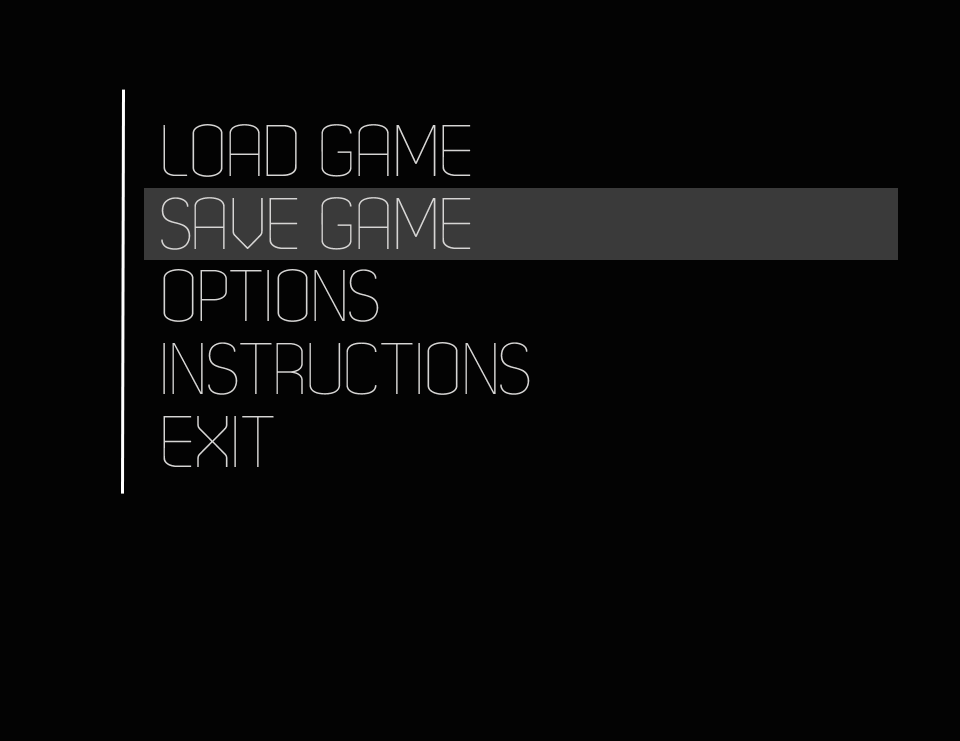 LOAD GAME
SAVE GAME
OPTIONS
INSTRUCTIONS
EXIT